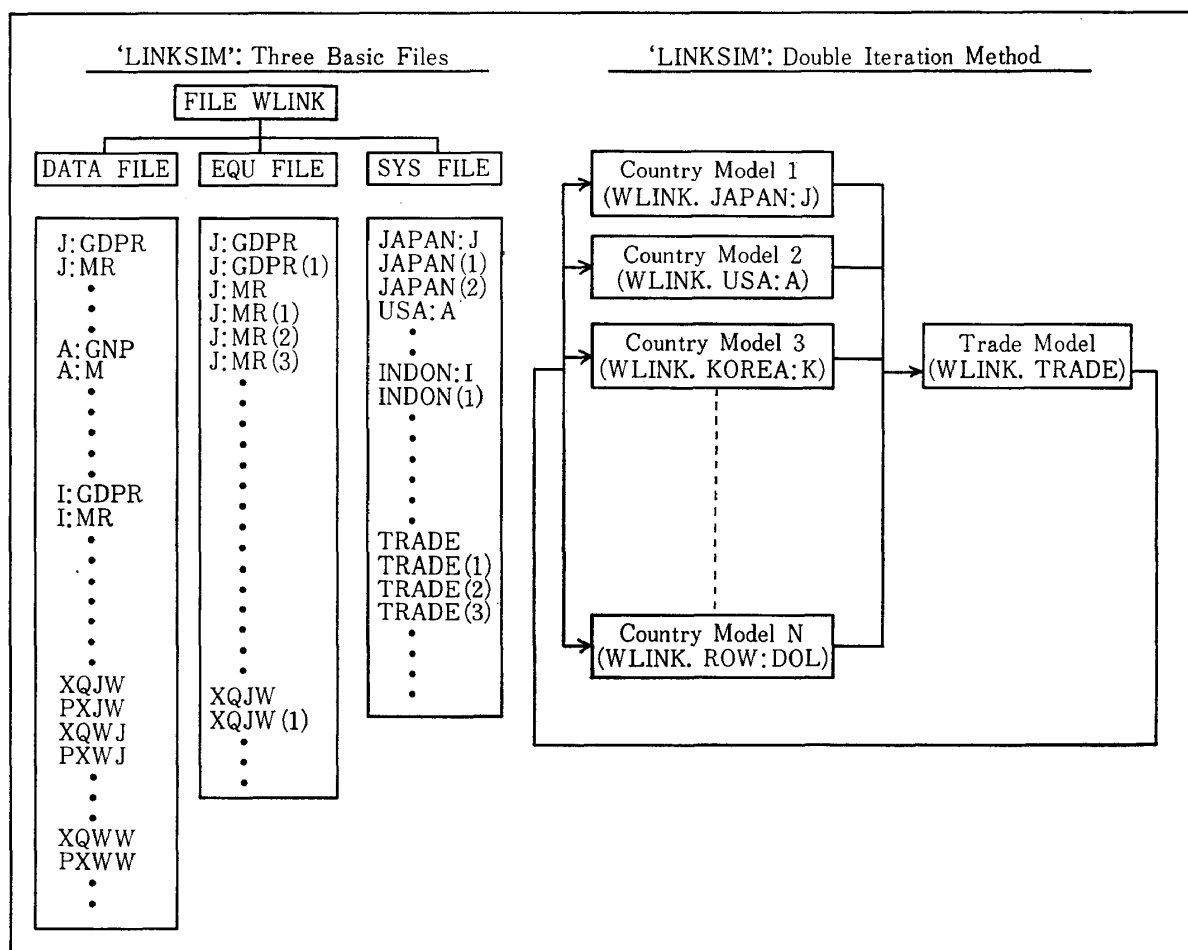 'LINKSIM': Three Basic Files
FILE WLINK
DATA FILE
EQU FILE
SYS FILE
J:GDPR
J:MR
A:GNP
A:M
I:GDPR
I:MR
XQJW
PXJW
XQWJ
PXWJ
XQWW
PXWW
J:GDPR
J:GDPR(1)
J:MR
J:MR(1)
J:MR(2)
J:MR(3)
XQJW
XQJW(1)
JAPAN:J
JAPAN(1)
JAPAN(2)
USA:A
INDON:I
INDON(1)
TRADE
TRADE(1)
TRADE(2)
TRADE(3)
'LINKSIM': Double Iteration Method
Country Model 1
(WLINK. JAPAN:J)
Country Model 2
(WLINK. USA:A)
Country Model 3
(WLINK. KOREA:K)
Country Model N
(WLINK. ROW:DOL)
Trade Model
(WLINK. TRADE)